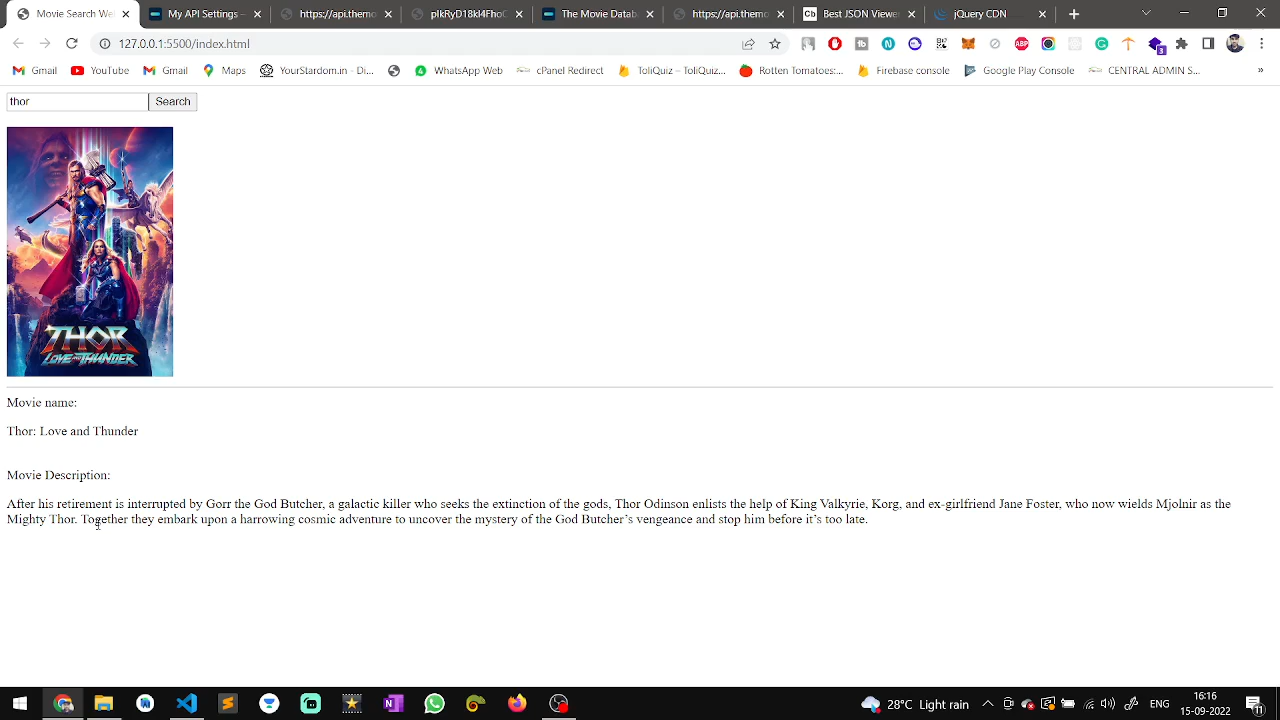 Movie Search We
My API Settings —
https://api.themo
pIkRyD18kl4FhoC
The Movie Datab
https://api.themo
Cb Best JSON Viewer
jQuery CDN
127.0.0.1:5500/index.html
Gmail
YouTube
Gmail
Maps
YourStardom.in - Di...
WhatsApp Web
cPanel Redirect
ToliQuiz – ToliQuiz...
Rotten Tomatoes:...
Firebase console
Google Play Console
CENTRAL ADMIN S...
»
tb
N
ABP
G
3
thor
Search
THOR
LOVE AND THUNDER
Movie name:
Thor: Love and Thunder
Movie Description:
After his retirement is interrupted by Gorr the God Butcher, a galactic killer who seeks the extinction of the gods, Thor Odinson enlists the help of King Valkyrie, Korg, and ex-girlfriend Jane Foster, who now wields Mjolnir as the
Mighty Thor. Together they embark upon a harrowing cosmic adventure to uncover the mystery of the God Butcher’s vengeance and stop him before it’s too late.
28°C Light rain
ENG
16:16
15-09-2022
11